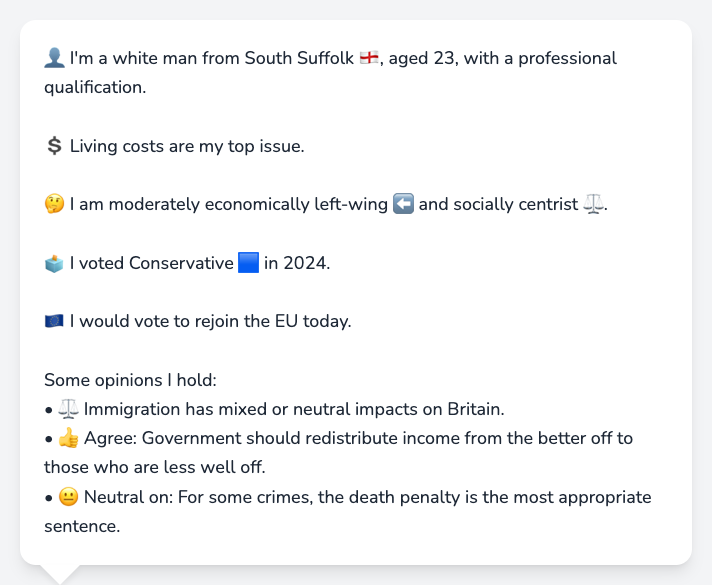 👤 I'm a white man from South Suffolk 🏴󠁧󠁢󠁥󠁮󠁧󠁿, aged 23, with a professional
qualification.
💲 Living costs are my top issue.
🤔 I am moderately economically left-wing ⬅️ and socially centrist ⚖️.
🗳️ I voted Conservative 🟦 in 2024.
🇪🇺 I would vote to rejoin the EU today.
Some opinions I hold:
• ⚖️ Immigration has mixed or neutral impacts on Britain.
• 👍 Agree: Government should redistribute income from the better off to
those who are less well off.
• 😐 Neutral on: For some crimes, the death penalty is the most appropriate
sentence.